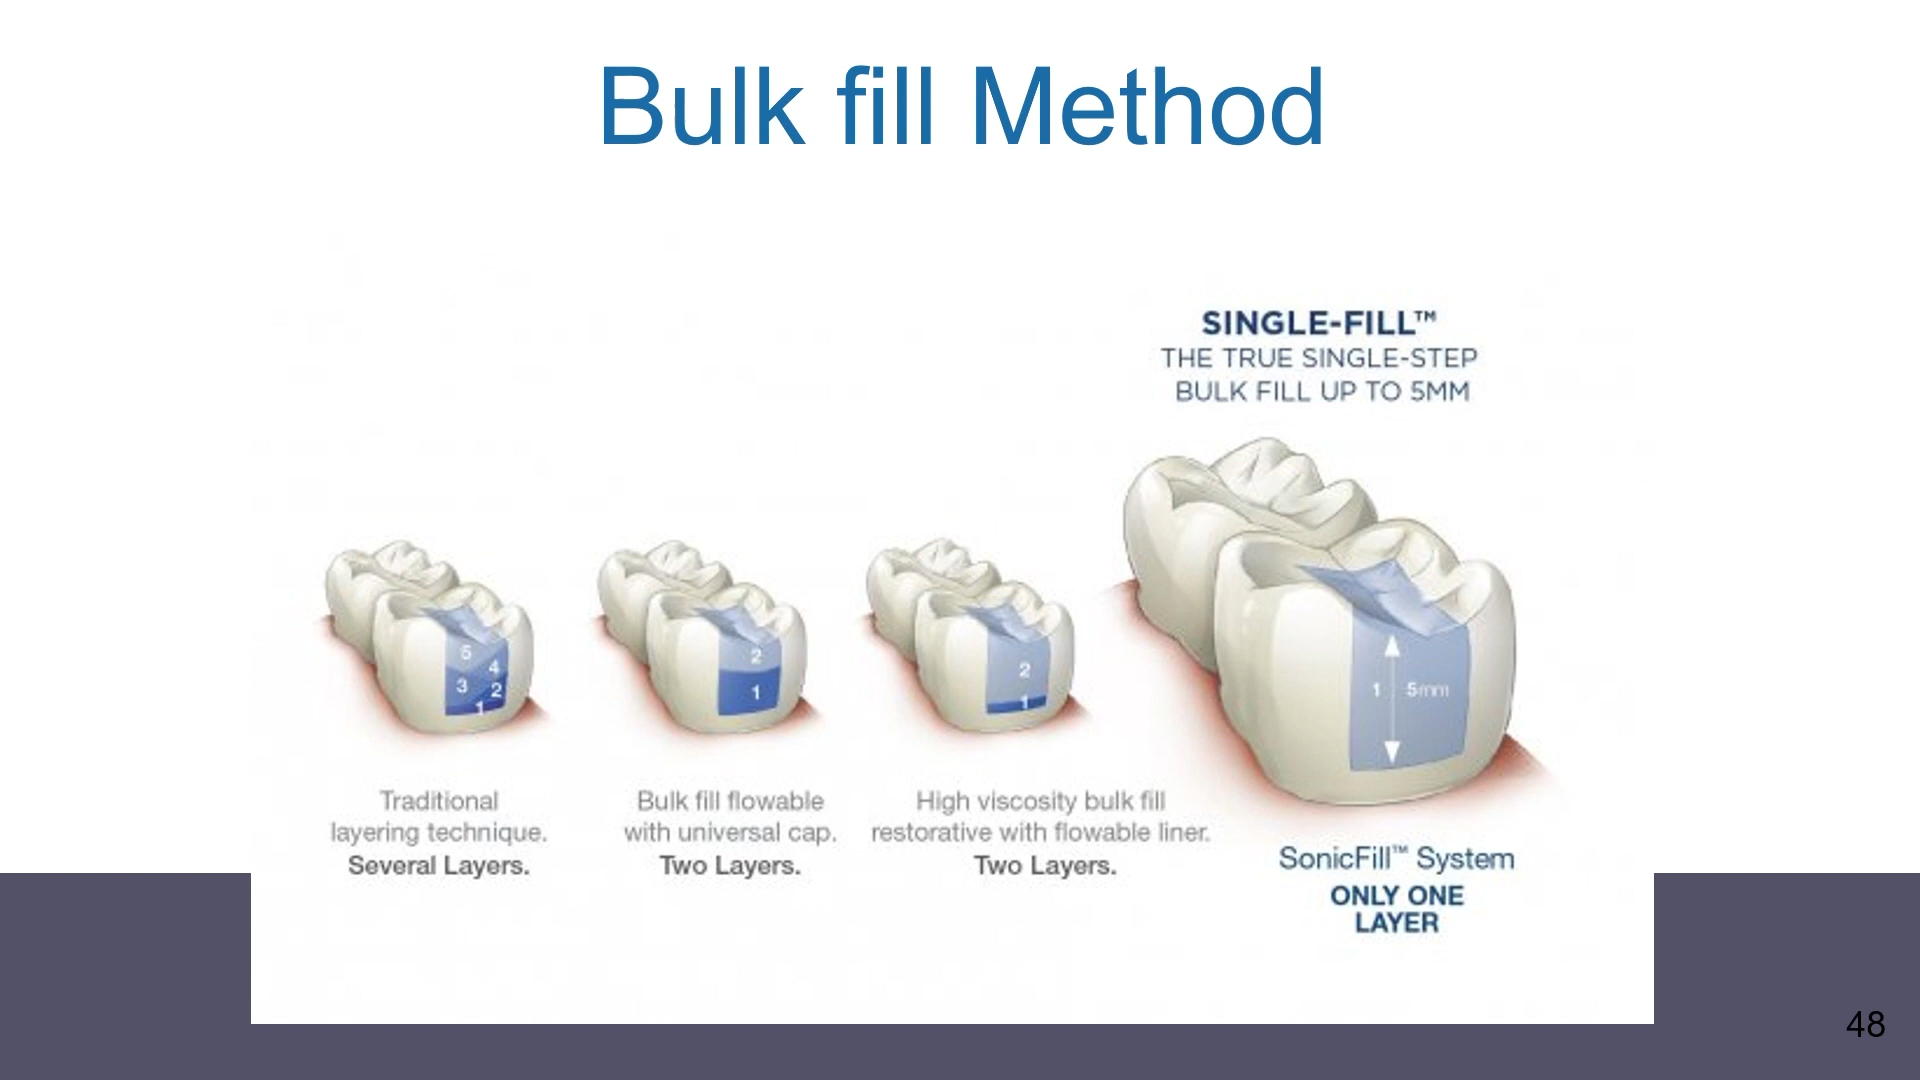 Bulk fill Method
SINGLE-FILL™
THE TRUE SINGLE-STEP
BULK FILL UP TO 5MM
5
4
3
2
1
2
1
2
1
1 5mm
Traditional
layering technique.
Several Layers.
Bulk fill flowable
with universal cap.
Two Layers.
High viscosity bulk fill
restorative with flowable liner.
Two Layers.
SonicFill™ System
ONLY ONE
LAYER
48